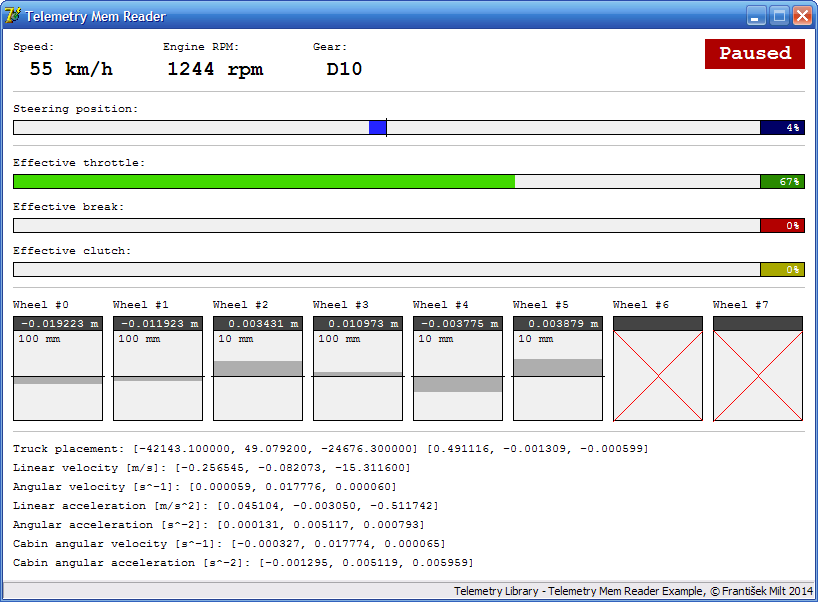 Telemetry Mem Reader
Speed: Engine RPM: Gear:
55 km/h 1244 rpm D10 Paused
Steering position:
4%
Effective throttle:
67%
Effective break:
0%
Effective clutch:
0%
Wheel #0 Wheel #1 Wheel #2 Wheel #3 Wheel #4 Wheel #5 Wheel #6 Wheel #7
-0.019223 m -0.011923 m 0.003431 m 0.010973 m -0.003775 m 0.003879 m
100 mm 100 mm 10 mm 100 mm 10 mm 10 mm
Truck placement: [-42143.100000, 49.079200, -24676.300000] [0.491116, -0.001309, -0.000599]
Linear velocity [m/s]: [-0.256545, -0.082073, -15.311600]
Angular velocity [s^-1]: [0.000059, 0.017776, 0.000060]
Linear acceleration [m/s^2]: [0.045104, -0.003050, -0.511742]
Angular acceleration [s^-2]: [0.000131, 0.005117, 0.000793]
Cabin angular velocity [s^-1]: [-0.000327, 0.017774, 0.000065]
Cabin angular acceleration [s^-2]: [-0.001295, 0.005119, 0.005959]
Telemetry Library - Telemetry Mem Reader Example, © František Milt 2014